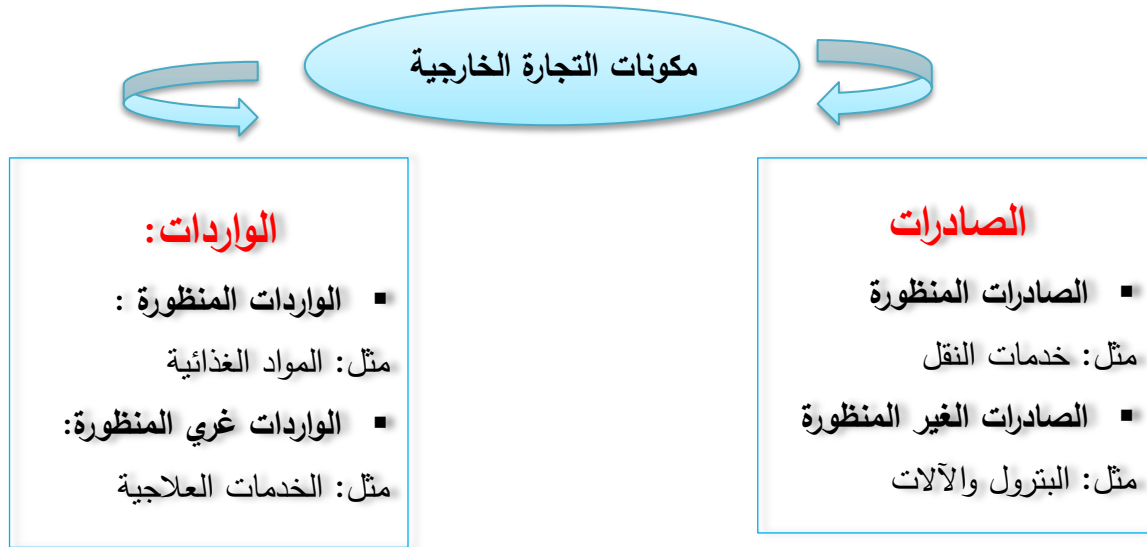 مكونات التجارة الخارجية
الصادرات
▪ الصادرات المنظورة
مثل: خدمات النقل
▪ الصادرات الغير المنظورة
مثل: البترول والآلات
الواردات:
▪ الواردات المنظورة :
مثل: المواد الغذائية
▪ الواردات غري المنظورة:
مثل: الخدمات العلاجية